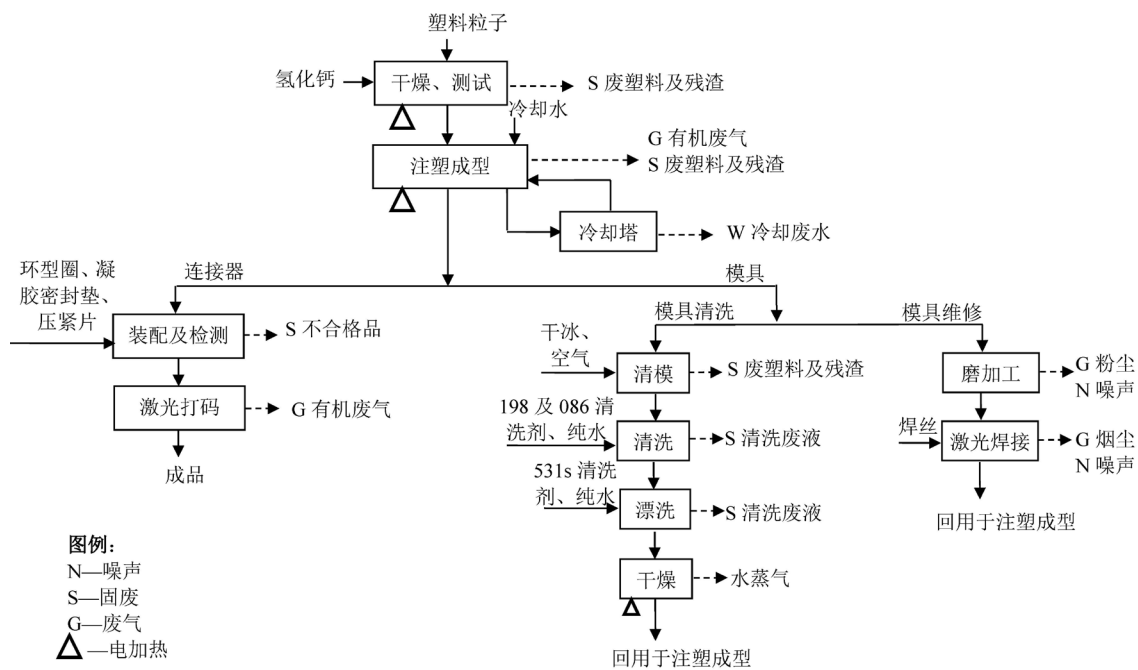 塑料粒子
氢化钙
干燥、测试
S 废塑料及残渣
冷却水
注塑成型
G 有机废气
S 废塑料及残渣
冷却塔
W 冷却废水
连接器
模具
环型圈、凝
胶密封垫、
压紧片
装配及检测
S 不合格品
激光打码
G 有机废气
成品
模具清洗
模具维修
干冰、
空气
清模
S 废塑料及残渣
198 及 086 清
洗剂、纯水
清洗
S 清洗废液
531s 清洗
剂、纯水
漂洗
S 清洗废液
干燥
水蒸气
回用于注塑成型
磨加工
G 粉尘
N 噪声
焊丝
激光焊接
G 烟尘
N 噪声
回用于注塑成型
图例：
N—噪声
S—固废
G—废气
—电加热